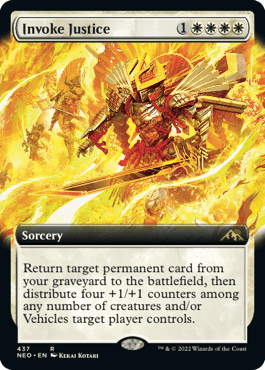 Invoke Justice 1
Sorcery
Return target permanent card from
your graveyard to the battlefield, then
distribute four +1/+1 counters among
any number of creatures and/or
Vehicles target player controls.
437 R
NEO • EN KEKAI KOTAKI
™ & © 2022 Wizards of the Coast